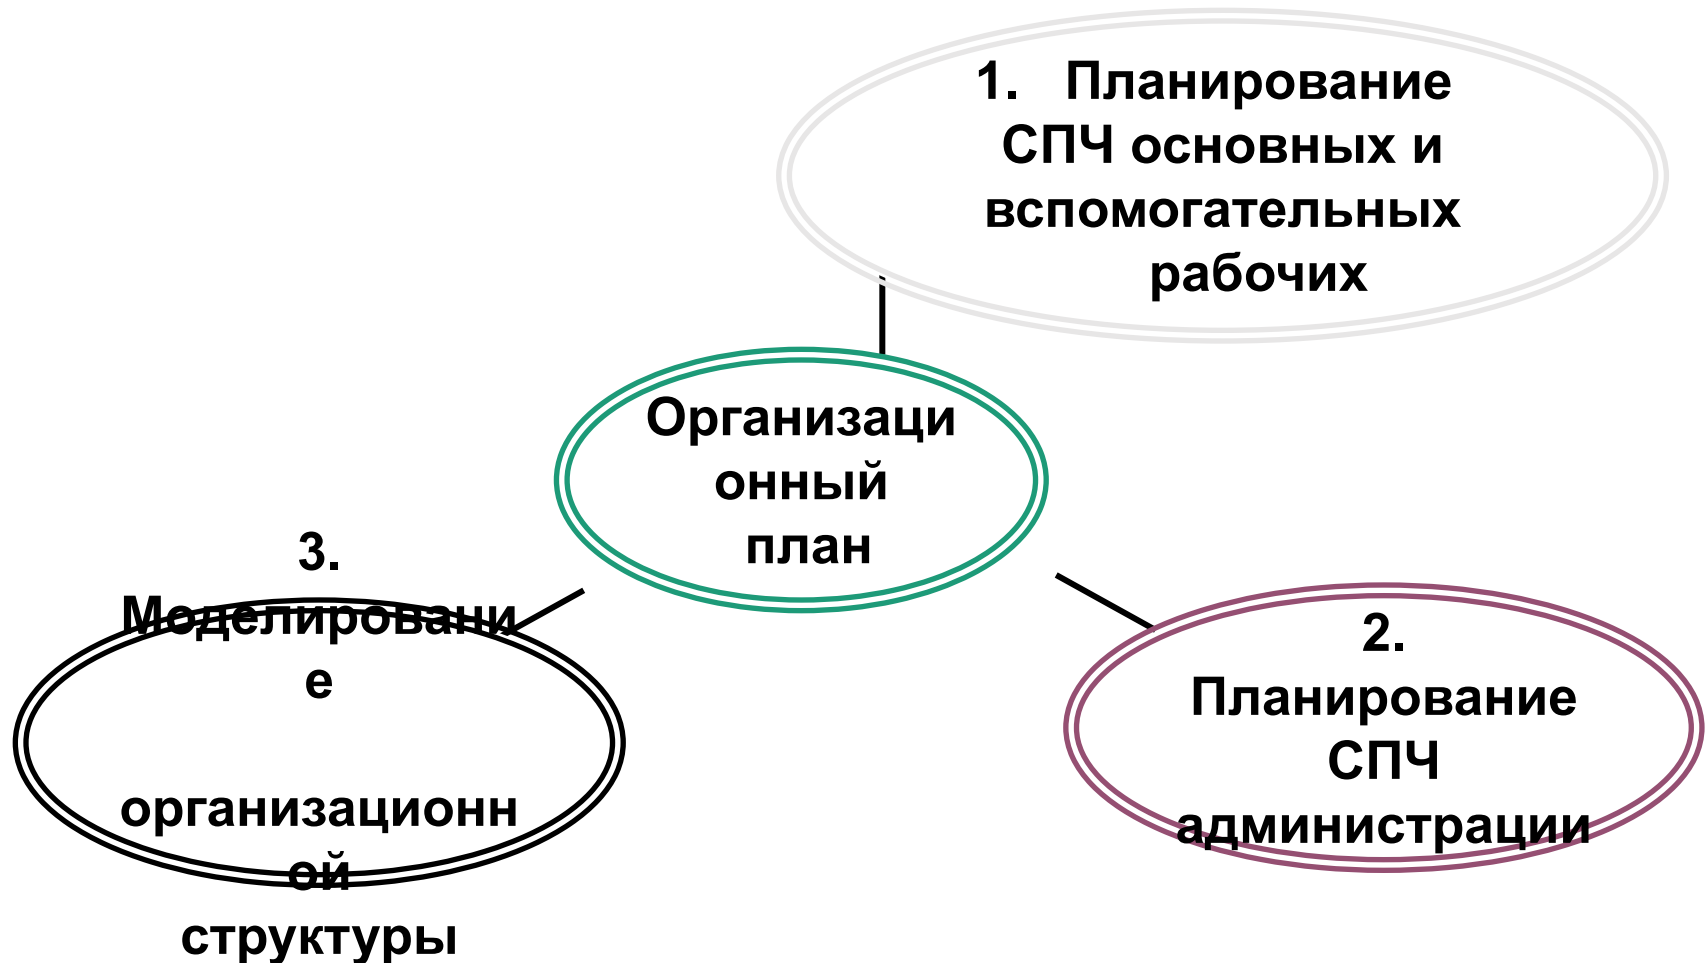 1. Планирование
СПЧ основных и
вспомогательных
рабочих
Организаци
онный
план
3.
Моделировани
е
организационн
ой
структуры
2.
Планирование
СПЧ
администрации